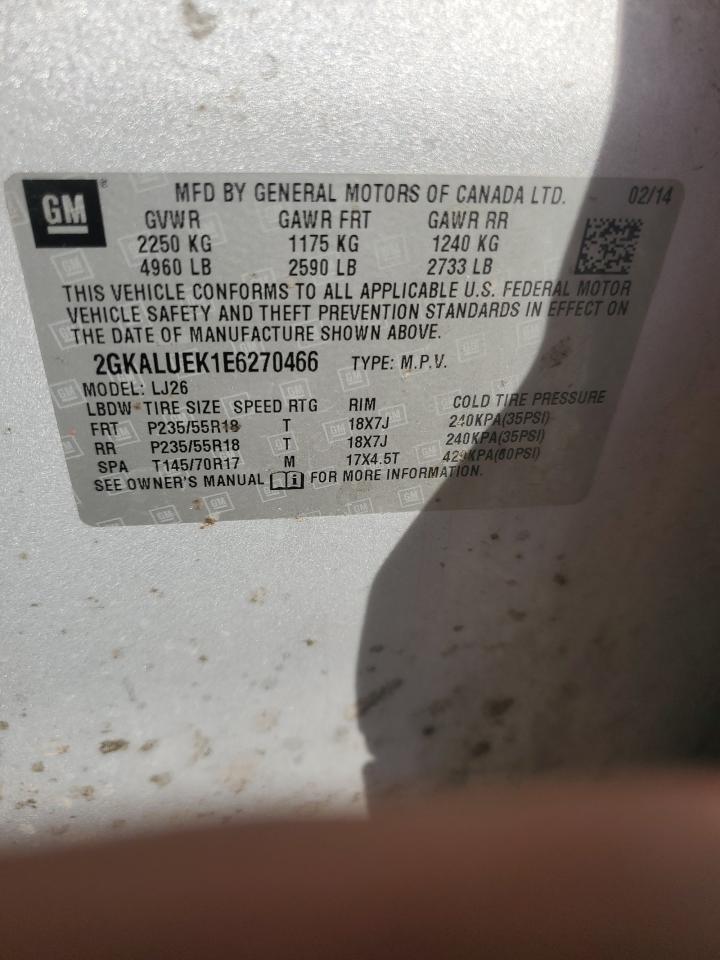 GM ® MFD BY GENERAL MOTORS OF CANADA LTD. 02/14
GVWR GAWR FRT GAWR RR
2250 KG 1175 KG 1240 KG
4960 LB 2590 LB 2733 LB
THIS VEHICLE CONFORMS TO ALL APPLICABLE U.S. FEDERAL MOTOR
VEHICLE SAFETY AND THEFT PREVENTION STANDARDS IN EFFECT ON
THE DATE OF MANUFACTURE SHOWN ABOVE.
2GKALUEK1E6270466 TYPE: M.P.V.
MODEL: LJ26
LBDW TIRE SIZE SPEED RTG RIM COLD TIRE PRESSURE
FRT P235/55R18 T 18X7J 240KPA(35PSI)
RR P235/55R18 T 18X7J 240KPA(35PSI)
SPA T145/70R17 M 17X4.5T 420KPA(60PSI)
SEE OWNER'S MANUAL i FOR MORE INFORMATION.